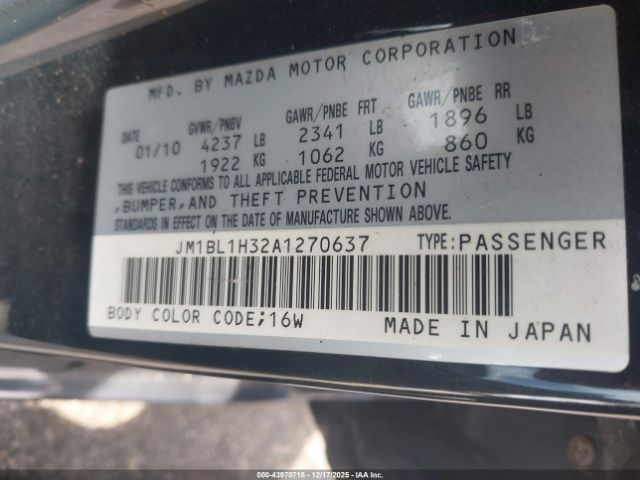 MFD. BY MAZDA MOTOR CORPORATION
DATE GVWR/PNBV GAWR/PNBE FRT GAWR/PNBE RR
01/10 4237 LB 2341 LB 1896 LB
1922 KG 1062 KG 860 KG
THIS VEHICLE CONFORMS TO ALL APPLICABLE FEDERAL MOTOR VEHICLE SAFETY
,BUMPER,AND THEFT PREVENTION
STANDARDS IN EFFECT ON THE DATE OF MANUFACTURE SHOWN ABOVE.
JM1BL1H32A1270637 TYPE:PASSENGER
BODY COLOR CODE;16W MADE IN JAPAN
000-43970718 - 12/17/2025 - IAAI.COM